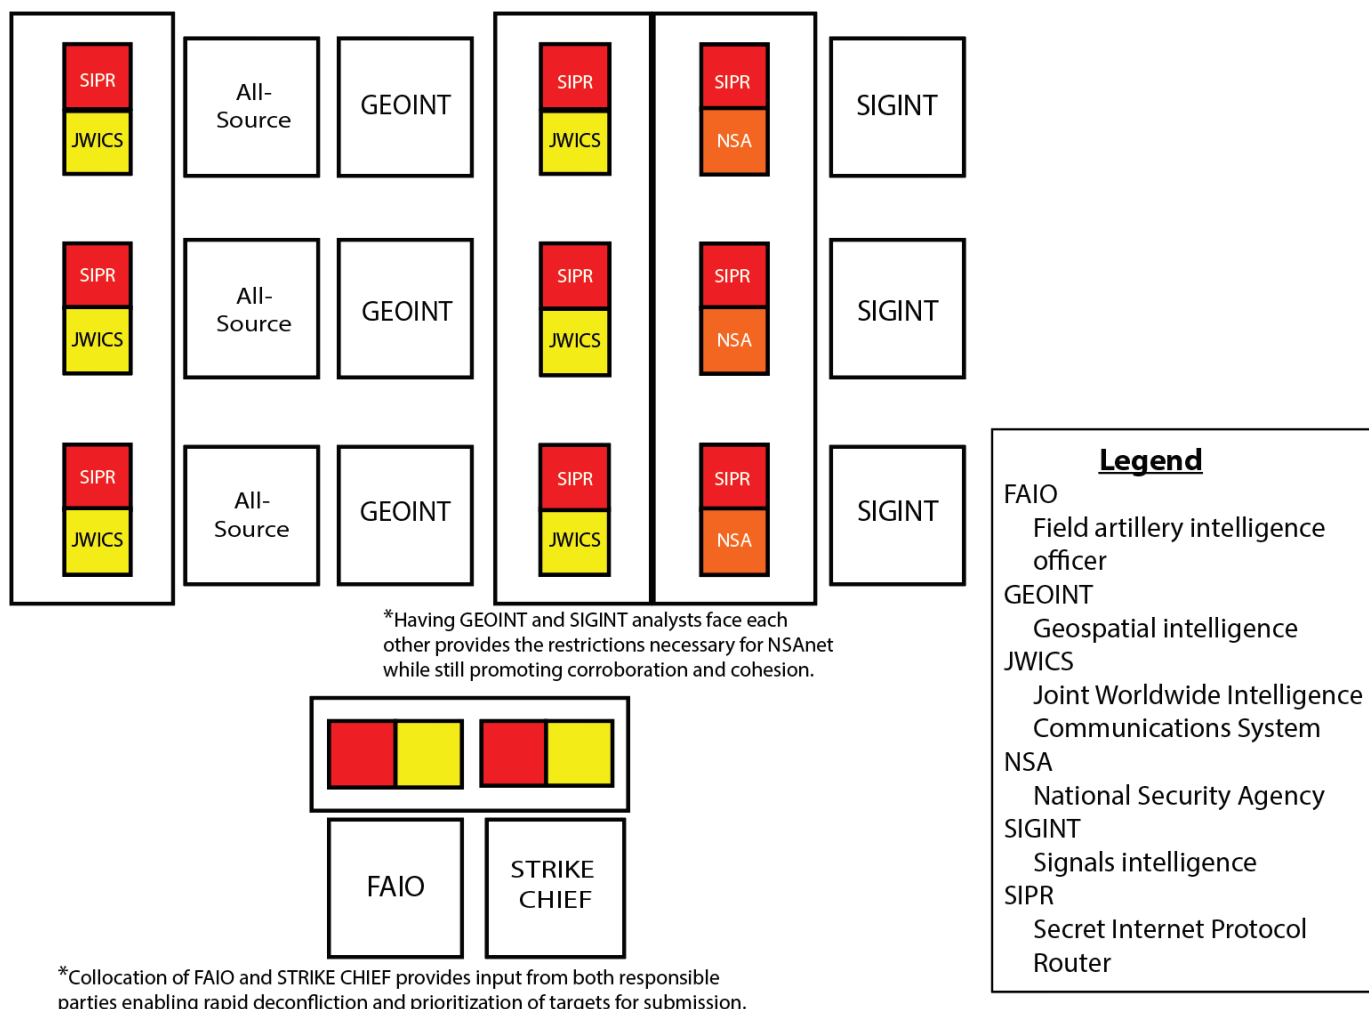 SIPR
JWICS
All-
Source
GEOINT
SIPR
JWICS
SIPR
NSA
SIGINT
SIPR
JWICS
All-
Source
GEOINT
SIPR
JWICS
SIPR
NSA
SIGINT
SIPR
JWICS
All-
Source
GEOINT
SIPR
JWICS
SIPR
NSA
SIGINT
*Having GEOINT and SIGINT analysts face each
other provides the restrictions necessary for NSAnet
while still promoting corroboration and cohesion.
FAIO
STRIKE
CHIEF
*Collocation of FAIO and STRIKE CHIEF provides input from both responsible
parties enabling rapid deconfliction and prioritization of targets for submission.
Legend
FAIO
Field artillery intelligence
officer
GEOINT
Geospatial intelligence
JWICS
Joint Worldwide Intelligence
Communications System
NSA
National Security Agency
SIGINT
Signals intelligence
SIPR
Secret Internet Protocol
Router